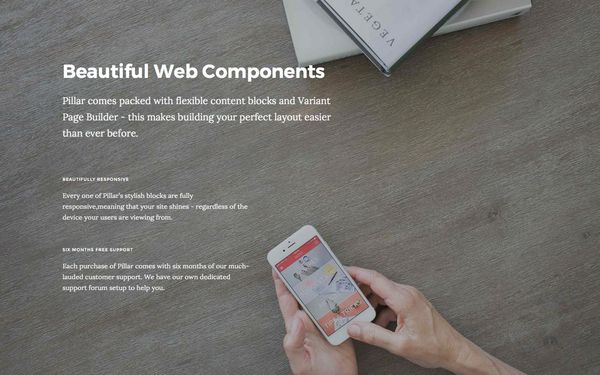 VEGETA
Beautiful Web Components
Pillar comes packed with flexible content blocks and Variant
Page Builder - this makes building your perfect layout easier
than ever before.
BEAUTIFULLY RESPONSIVE
Every one of Pillar's stylish blocks are fully
responsive,meaning that your site shines - regardless of the
device your users are viewing from.
SIX MONTHS FREE SUPPORT
Each purchase of Pillar comes with six months of our much-
lauded customer support. We have our own dedicated
support forum setup to help you.